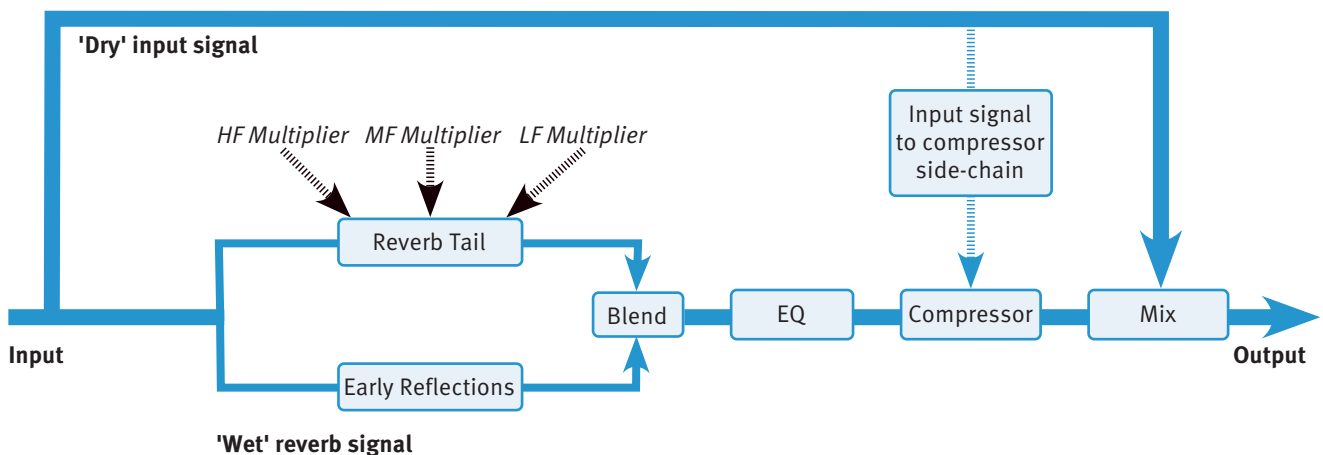 'Dry' input signal
Input signal
to compressor
side-chain
HF Multiplier
MF Multiplier
LF Multiplier
Reverb Tail
Blend
EQ
Compressor
Mix
Input
Output
Early Reflections
'Wet' reverb signal